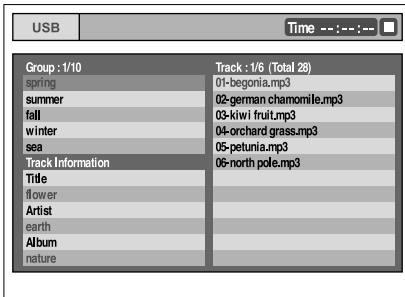 USB
Time --:--:--
Group : 1/10
spring
summer
fall
winter
sea
Track Information
Title
flower
Artist
earth
Album
nature
Track : 1/6 (Total 28)
01-begonia.mp3
02-german chamomile.mp3
03-kiwi fruit.mp3
04-orchard grass.mp3
05-petunia.mp3
06-north pole.mp3